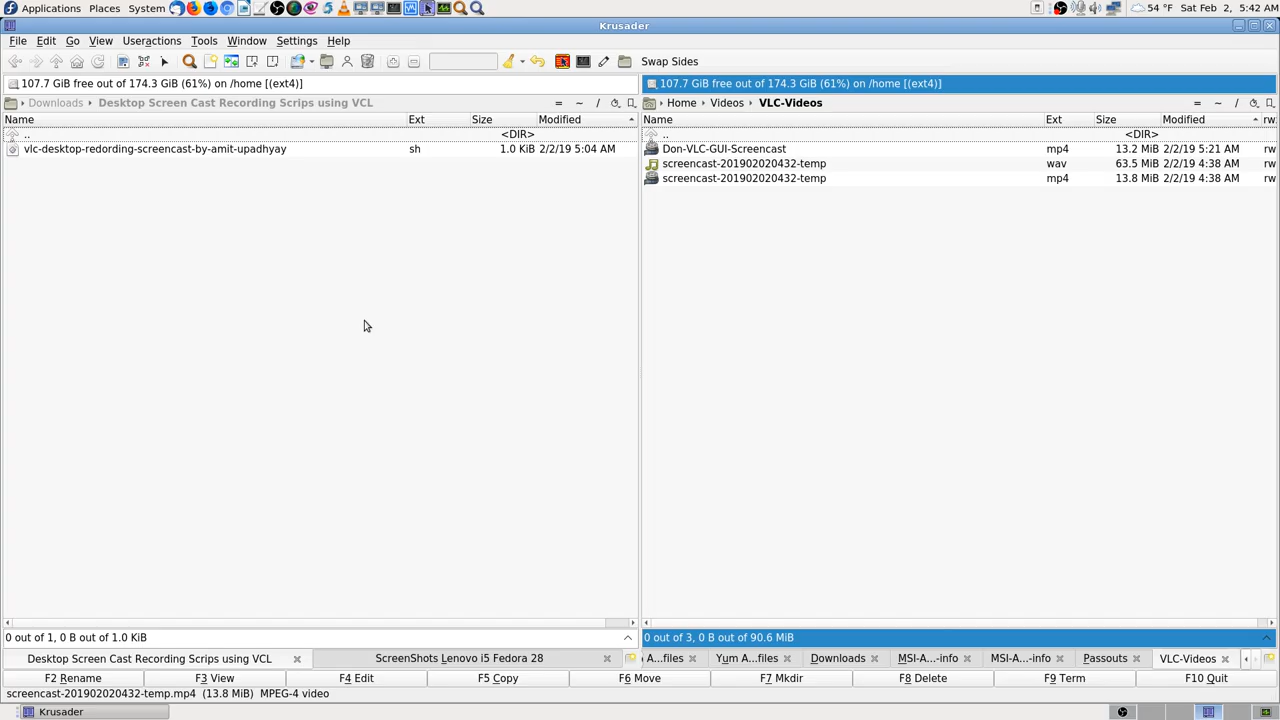 Applications Places System 54 °F Sat Feb 2, 5:42 AM
Krusader
File Edit Go View Useractions Tools Window Settings Help
Swap Sides
107.7 GiB free out of 174.3 GiB (61%) on /home [(ext4)] 107.7 GiB free out of 174.3 GiB (61%) on /home [(ext4)]
Downloads › Desktop Screen Cast Recording Scrips using VCL = ~ / Home › Videos › VLC-Videos = ~ /
Name Ext Size Modified Name Ext Size Modified rw
.. <DIR> .. <DIR>
vlc-desktop-redording-screencast-by-amit-upadhyay sh 1.0 KiB 2/2/19 5:04 AM Don-VLC-GUI-Screencast mp4 13.2 MiB 2/2/19 5:21 AM rw
screencast-201902020432-temp wav 63.5 MiB 2/2/19 4:38 AM rw
screencast-201902020432-temp mp4 13.8 MiB 2/2/19 4:38 AM rw
0 out of 1, 0 B out of 1.0 KiB 0 out of 3, 0 B out of 90.6 MiB
Desktop Screen Cast Recording Scrips using VCL ScreenShots Lenovo i5 Fedora 28 A...files Yum A...files Downloads MSI-A...-info MSI-A...-info Passouts VLC-Videos
F2 Rename F3 View F4 Edit F5 Copy F6 Move F7 Mkdir F8 Delete F9 Term F10 Quit
screencast-201902020432-temp.mp4 (13.8 MiB) MPEG-4 video
Krusader